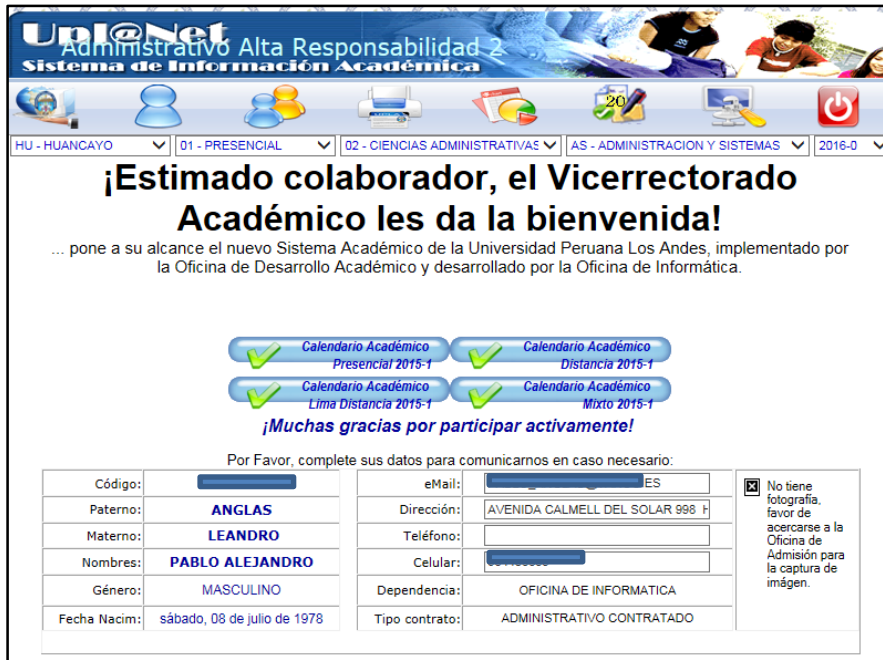 Upl@Net
Administrativo Alta Responsabilidad 2
Sistema de Información Académica
20
HU - HUANCAYO
01 - PRESENCIAL
02 - CIENCIAS ADMINISTRATIVAS
AS - ADMINISTRACION Y SISTEMAS
2016-0
¡Estimado colaborador, el Vicerrectorado
Académico les da la bienvenida!
... pone a su alcance el nuevo Sistema Académico de la Universidad Peruana Los Andes, implementado por
la Oficina de Desarrollo Académico y desarrollado por la Oficina de Informática.
Calendario Académico
Presencial 2015-1
Calendario Académico
Distancia 2015-1
Calendario Académico
Lima Distancia 2015-1
Calendario Académico
Mixto 2015-1
¡Muchas gracias por participar activamente!
Por Favor, complete sus datos para comunicarnos en caso necesario:
Código:
Paterno: ANGLAS
Materno: LEANDRO
Nombres: PABLO ALEJANDRO
Género: MASCULINO
Fecha Nacim: sábado, 08 de julio de 1978
eMail: ES
Dirección: AVENIDA CALMELL DEL SOLAR 998 H
Teléfono:
Celular:
Dependencia: OFICINA DE INFORMATICA
Tipo contrato: ADMINISTRATIVO CONTRATADO
No tiene
fotografía,
favor de
acercarse a la
Oficina de
Admisión para
la captura de
imágen.